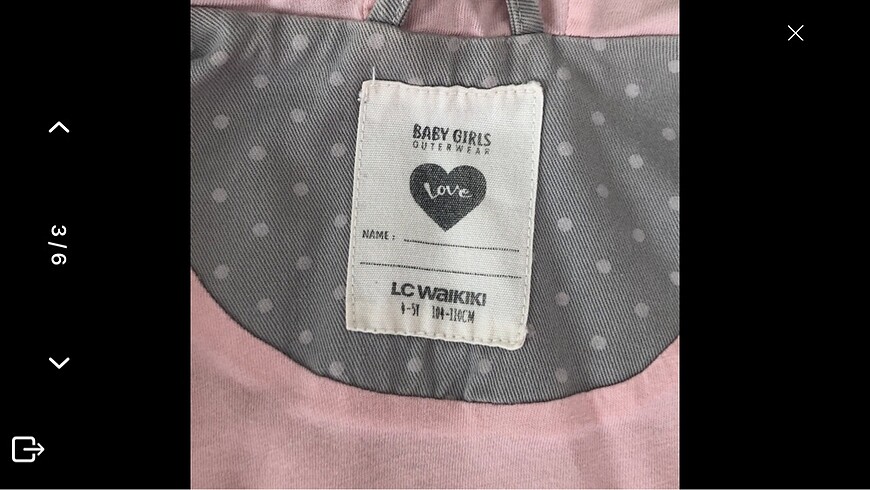 BABY GIRLS
OUTERWEAR
Love
NAME :
LC WAIKIKI
4-5Y 104-110CM
3/6